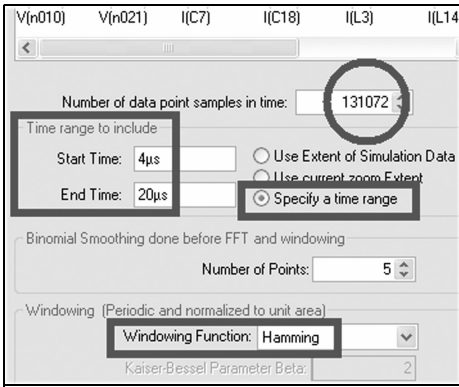 V(n010) V(n021) I(C7) I(C18) I(L3) I(L14
Number of data point samples in time: 131072
Time range to include
Start Time: 4µs
Use Extent of Simulation Data
Use current zoom Extent
End Time: 20µs
Specify a time range
Binomial Smoothing done before FFT and windowing
Number of Points: 5
Windowing (Periodic and normalized to unit area)
Windowing Function: Hamming
Kaiser-Bessel Parameter Beta: 2